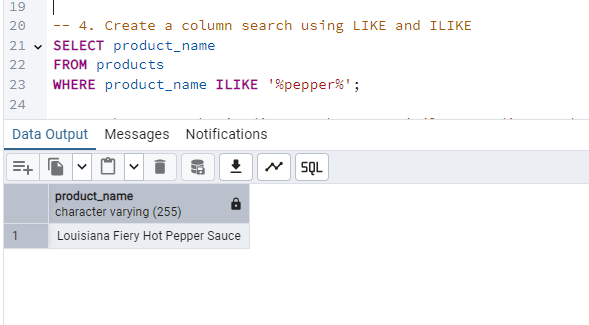 19
20 -- 4. Create a column search using LIKE and ILIKE
21 SELECT product_name
22 FROM products
23 WHERE product_name ILIKE '%pepper%';
24
Data Output Messages Notifications
SQL
product_name
character varying (255)
1 Louisiana Fiery Hot Pepper Sauce